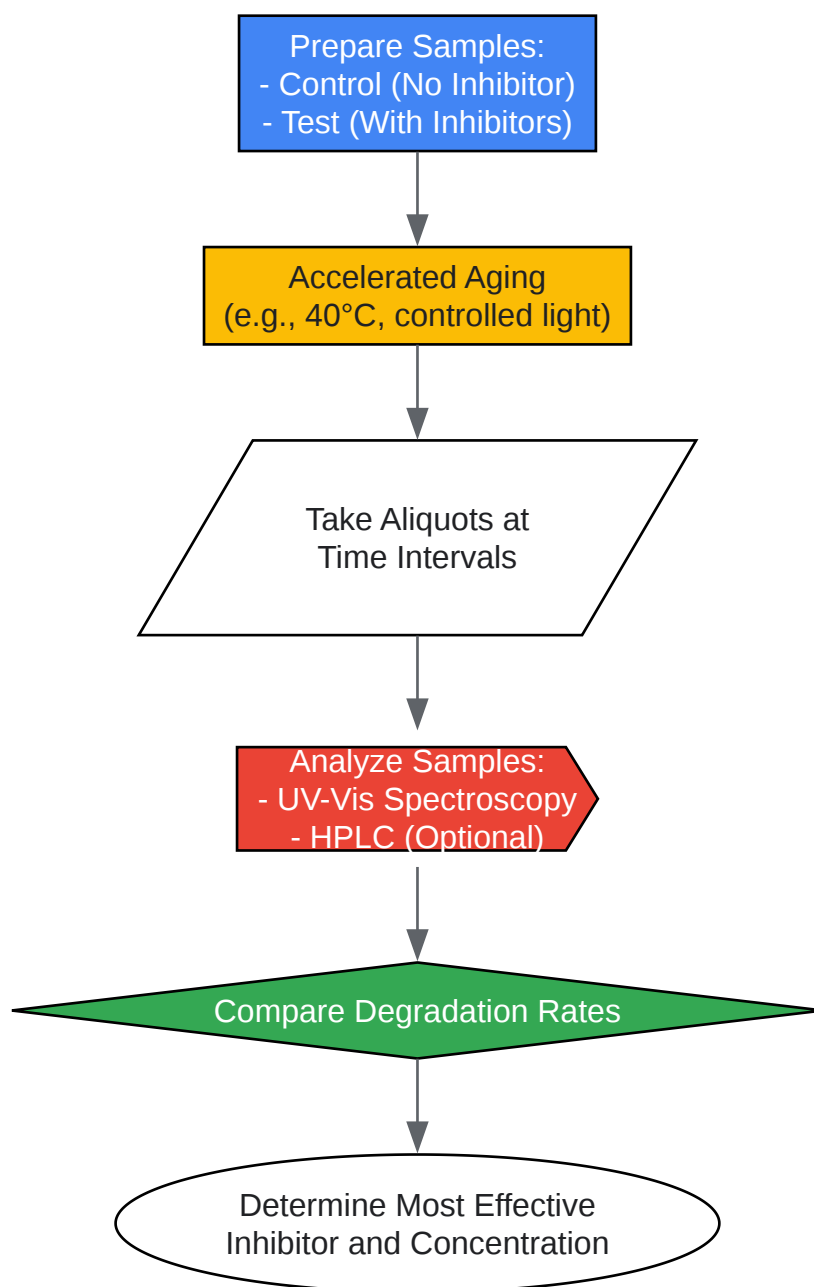 Prepare Samples:
- Control (No Inhibitor)
- Test (With Inhibitors)
Accelerated Aging
(e.g., 40°C, controlled light)
Take Aliquots at
Time Intervals
Analyze Samples:
- UV-Vis Spectroscopy
- HPLC (Optional)
Compare Degradation Rates
Determine Most Effective
Inhibitor and Concentration